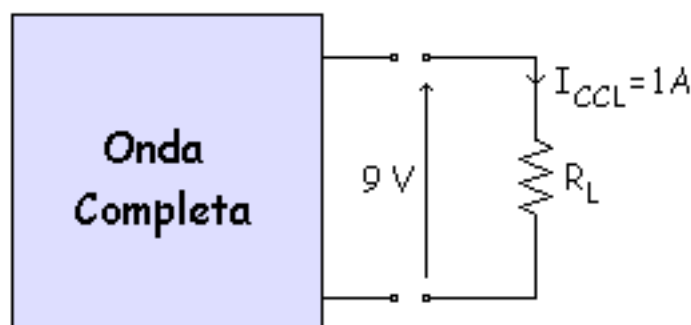 Onda
Completa
9 V
I_CCL=1A
R_L